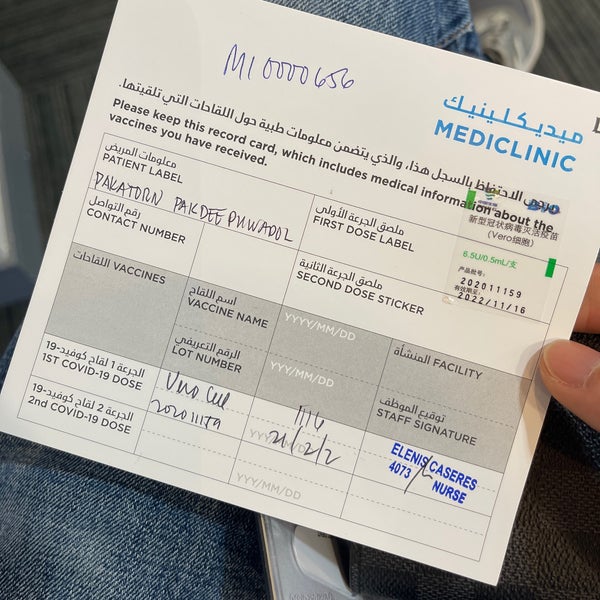 MI0000656
ميديكلينيك
MEDICLINIC
يرجى الاحتفاظ بالسجل هذا، والذي يتضمن معلومات طبية حول اللقاحات التي تلقيتها.
Please keep this record card, which includes medical information about the
vaccines you have received.
معلومات المريض
PATIENT LABEL
PAKATORN PAKDEEPHUWADOL
رقم التواصل
CONTACT NUMBER
ملصق الجرعة الأولى
FIRST DOSE LABEL
新型冠状病毒灭活疫苗
(Vero细胞)
6.5U/0.5mL/支
产品批号:
202011159
有效期至:
2022/11/16
ملصق الجرعة الثانية
SECOND DOSE STICKER
اللقاحات VACCINES
اسم اللقاح
VACCINE NAME
الرقم التعريفي
LOT NUMBER
YYYY/MM/DD
YYY/MM/DD
المنشأة FACILITY
توقيع الموظف
STAFF SIGNATURE
الجرعة 1 لقاح كوفيد-19
1ST COVID-19 DOSE
Vero Cell
202011159
21/2/2
ELENIS CASERES
4073 NURSE
الجرعة 2 لقاح كوفيد-19
2nd COVID-19 DOSE
YYY/MM/DD